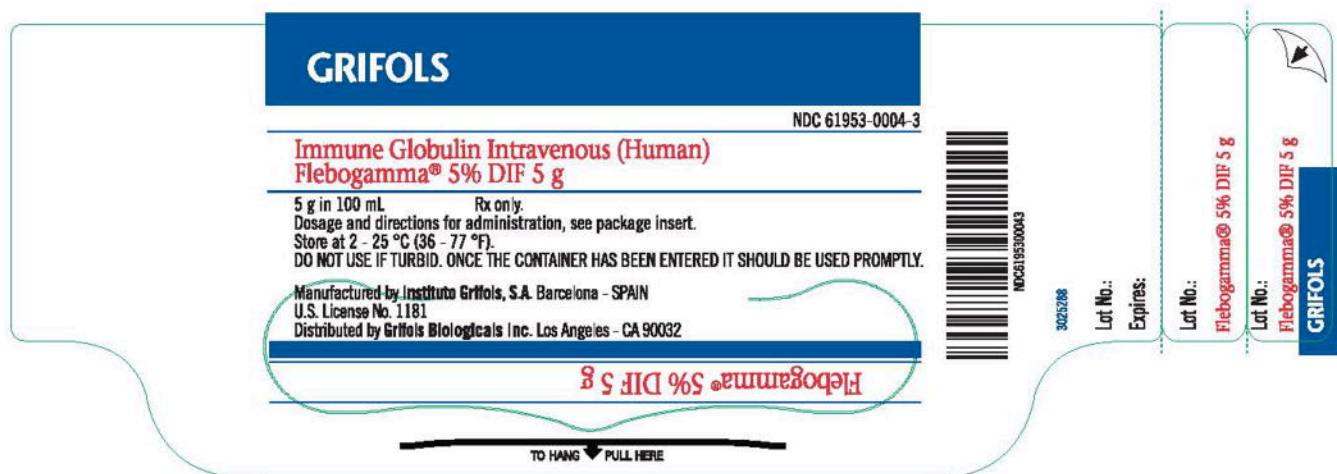 GRIFOLS
NDC 61953-0004-3
Immune Globulin Intravenous (Human)
Flebogamma® 5% DIF 5 g
5 g in 100 mL Rx only.
Dosage and directions for administration, see package insert.
Store at 2 - 25 °C (36 - 77 °F).
DO NOT USE IF TURBID. ONCE THE CONTAINER HAS BEEN ENTERED IT SHOULD BE USED PROMPTLY.
Manufactured by Instituto Grifols, S.A. Barcelona - SPAIN
U.S. License No. 1181
Distributed by Grifols Biologicals Inc. Los Angeles - CA 90032
Flebogamma® 5% DIF 5 g
TO HANG PULL HERE
NDC6195300043
3025288
Lot No.:
Expires:
Lot No.:
Flebogamma® 5% DIF 5 g
Lot No.:
Flebogamma® 5% DIF 5 g
GRIFOLS